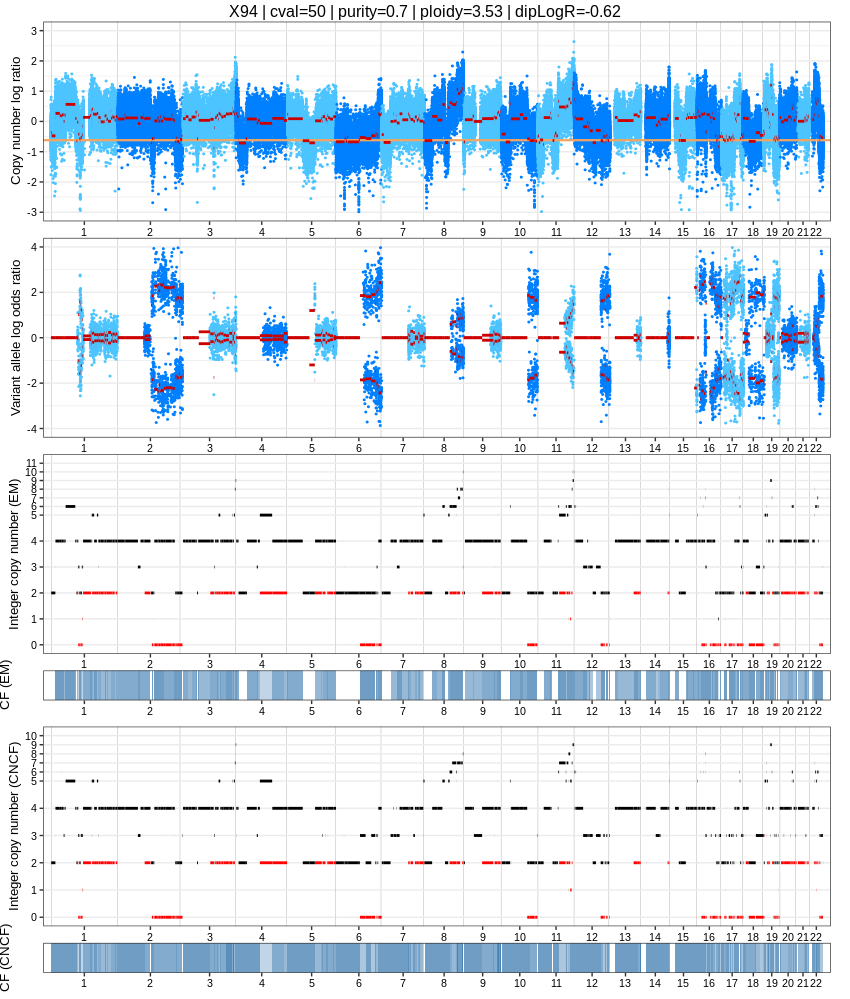 X94 | cval=50 | purity=0.7 | ploidy=3.53 | dipLogR=-0.62
Copy number log ratio
3
2
1
0
-1
-2
-3
1 2 3 4 5 6 7 8 9 10 11 12 13 14 15 16 17 18 19 20 21 22
Variant allele log odds ratio
4
2
0
-2
-4
1 2 3 4 5 6 7 8 9 10 11 12 13 14 15 16 17 18 19 20 21 22
Integer copy number (EM)
11
10
9
8
7
6
5
4
3
2
1
0
1 2 3 4 5 6 7 8 9 10 11 12 13 14 15 16 17 18 19 20 21 22
CF (EM)
1 2 3 4 5 6 7 8 9 10 11 12 13 14 15 16 17 18 19 20 21 22
Integer copy number (CNCF)
10
9
8
7
6
5
4
3
2
1
0
1 2 3 4 5 6 7 8 9 10 11 12 13 14 15 16 17 18 19 20 21 22
CF (CNCF)
1 2 3 4 5 6 7 8 9 10 11 12 13 14 15 16 17 18 19 20 21 22